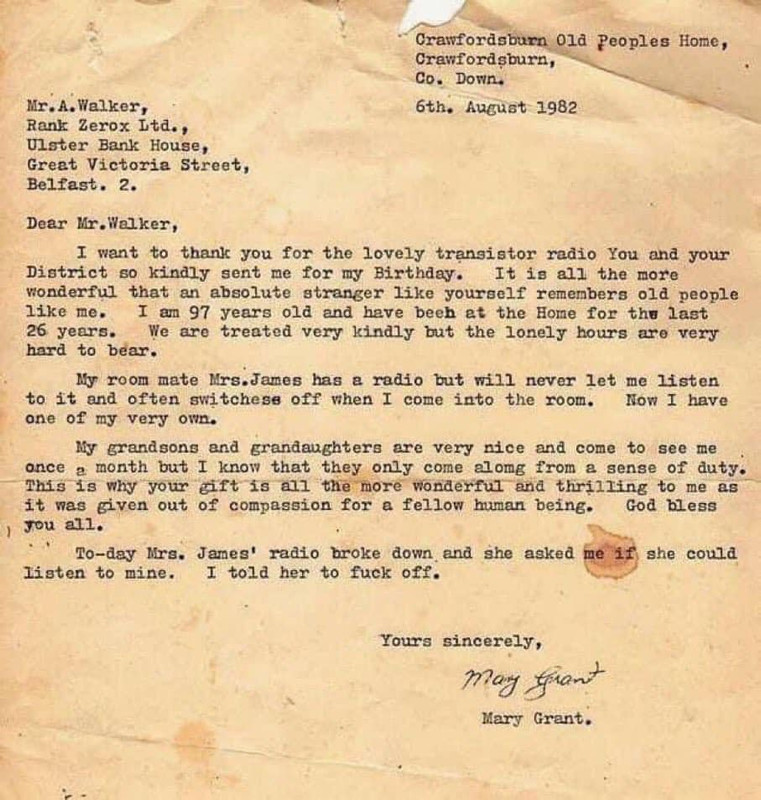 Crawfordsburn Old Peoples Home,
Crawfordsburn,
Co. Down.
6th. August 1982
Mr.A.Walker,
Rank Zerox Ltd.,
Ulster Bank House,
Great Victoria Street,
Belfast. 2.
Dear Mr.Walker,
I want to thank you for the lovely transistor radio You and your
District so kindly sent me for my Birthday. It is all the more
wonderful that an absolute stranger like yourself remembers old people
like me. I am 97 years old and have beeh at the Home for the last
26 years. We are treated very kindly but the lonely hours are very
hard to bear.
My room mate Mrs.James has a radio but will never let me listen
to it and often switchese off when I come into the room. Now I have
one of my very own.
My grandsons and grandaughters are very nice and come to see me
once a month but I know that they only come alomg from a sense of duty.
This is why your gift is all the more wonderful and thrilling to me as
it was given out of compassion for a fellow human being. God bless
you all.
To-day Mrs. James' radio broke down and she asked me if she could
listen to mine. I told her to fuck off.
Yours sincerely,
Mary Grant
Mary Grant.